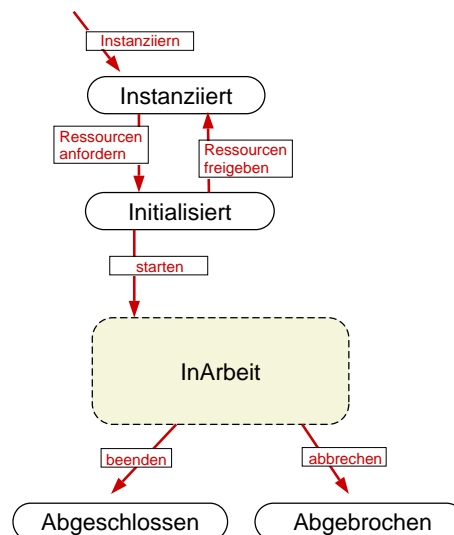 Instanziiern
Instanziiert
Ressourcen
anfordern
Ressourcen
freigeben
Initialisiert
starten
InArbeit
beenden
abbrechen
Abgeschlossen
Abgebrochen